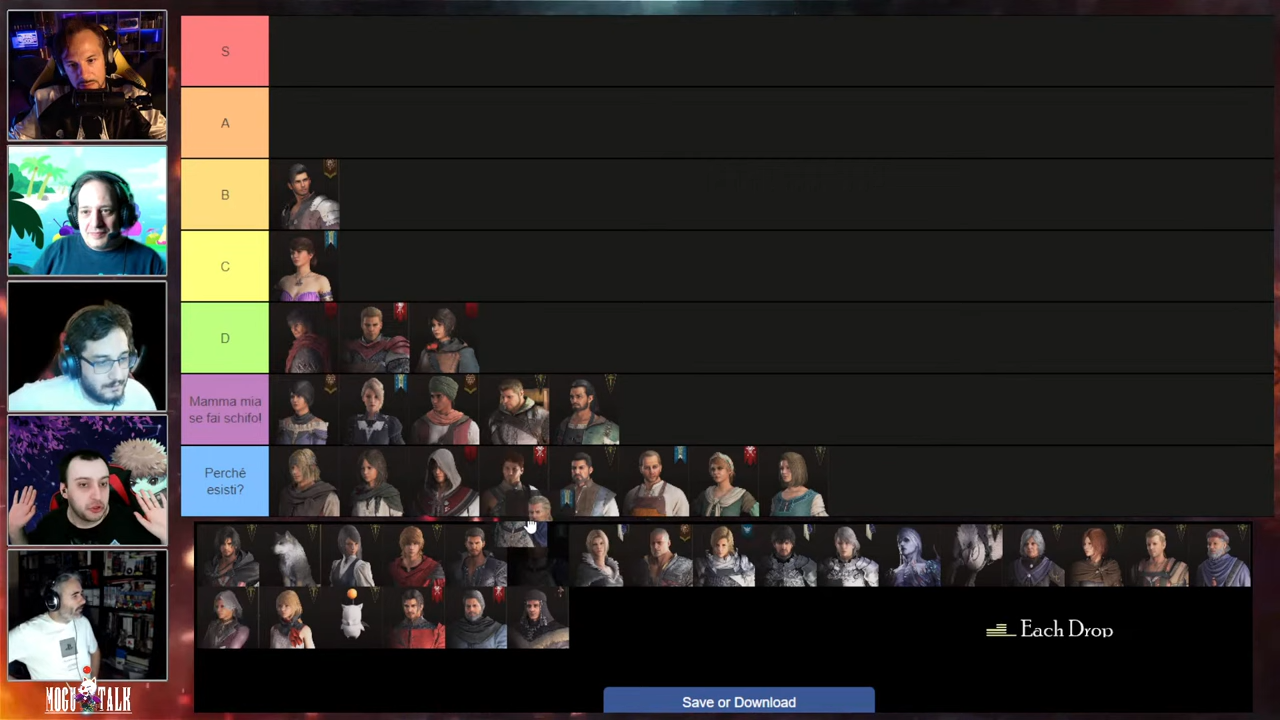 S
A
B
C
D
Mamma mia
se fai schifo!
Perché
esisti?
Each Drop
Save or Download
MOGU TALK